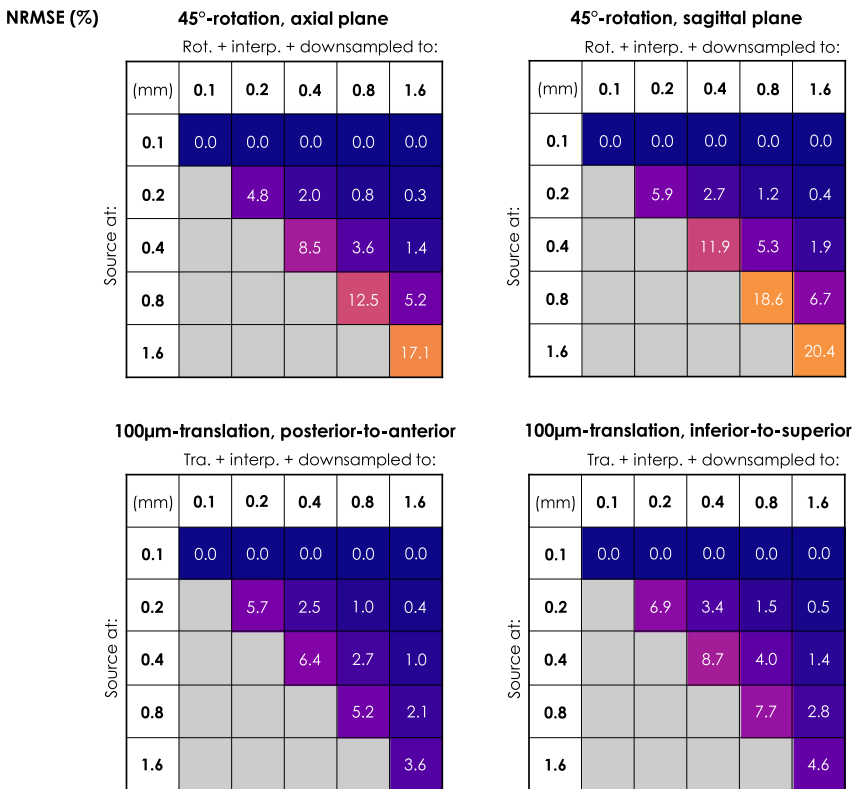 NRMSE (%)
45°-rotation, axial plane
Rot. + interp. + downsampled to:
(mm) 0.1 0.2 0.4 0.8 1.6
0.1 0.0 0.0 0.0 0.0 0.0
0.2 4.8 2.0 0.8 0.3
0.4 8.5 3.6 1.4
0.8 12.5 5.2
1.6 17.1
Source at:
45°-rotation, sagittal plane
Rot. + interp. + downsampled to:
(mm) 0.1 0.2 0.4 0.8 1.6
0.1 0.0 0.0 0.0 0.0 0.0
0.2 5.9 2.7 1.2 0.4
0.4 11.9 5.3 1.9
0.8 18.6 6.7
1.6 20.4
Source at:
100µm-translation, posterior-to-anterior
Tra. + interp. + downsampled to:
(mm) 0.1 0.2 0.4 0.8 1.6
0.1 0.0 0.0 0.0 0.0 0.0
0.2 5.7 2.5 1.0 0.4
0.4 6.4 2.7 1.0
0.8 5.2 2.1
1.6 3.6
Source at:
100µm-translation, inferior-to-superior
Tra. + interp. + downsampled to:
(mm) 0.1 0.2 0.4 0.8 1.6
0.1 0.0 0.0 0.0 0.0 0.0
0.2 6.9 3.4 1.5 0.5
0.4 8.7 4.0 1.4
0.8 7.7 2.8
1.6 4.6
Source at: